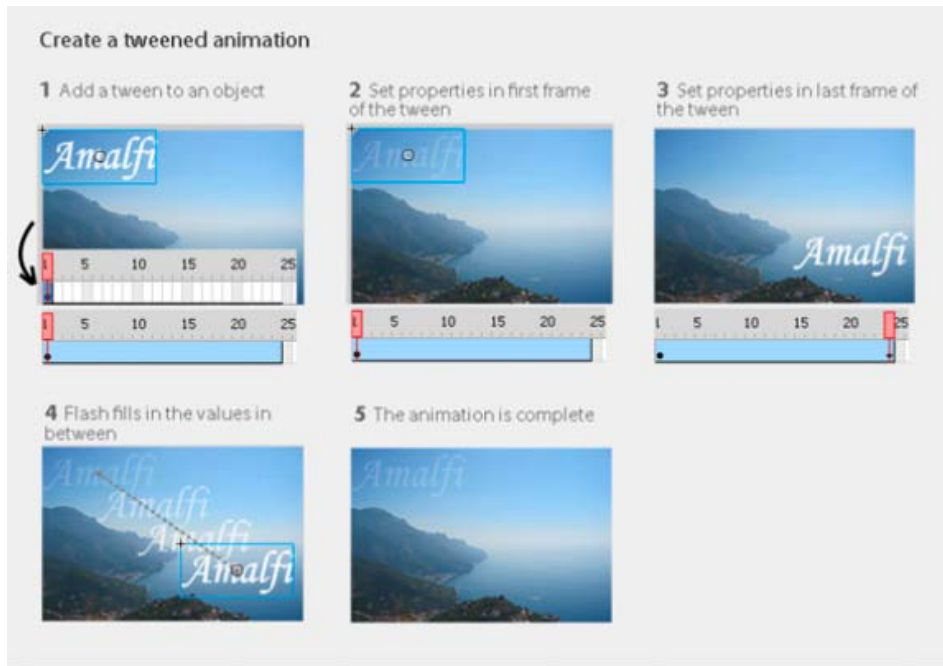 Create a tweened animation
1 Add a tween to an object
2 Set properties in first frame
of the tween
3 Set properties in last frame of
the tween
Amalfi
Amalfi
Amalfi
1 5 10 15 20 25
1 5 10 15 20 25
1 5 10 15 20 25
1 5 10 15 20 25
4 Flash fills in the values in
between
5 The animation is complete
Amalfi
Amalfi
Amalfi
Amalfi
Amalfi